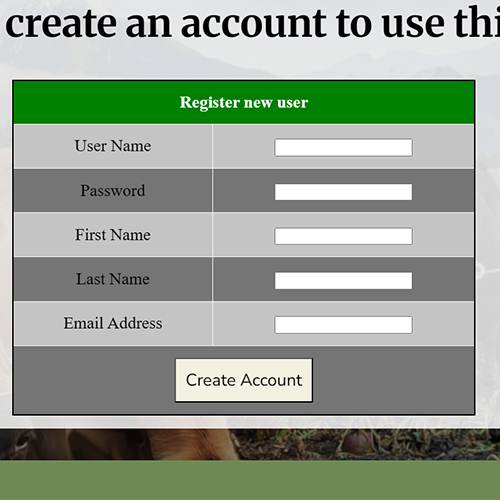 create an account to use
Register new user
User Name
Password
First Name
Last Name
Email Address
Create Account